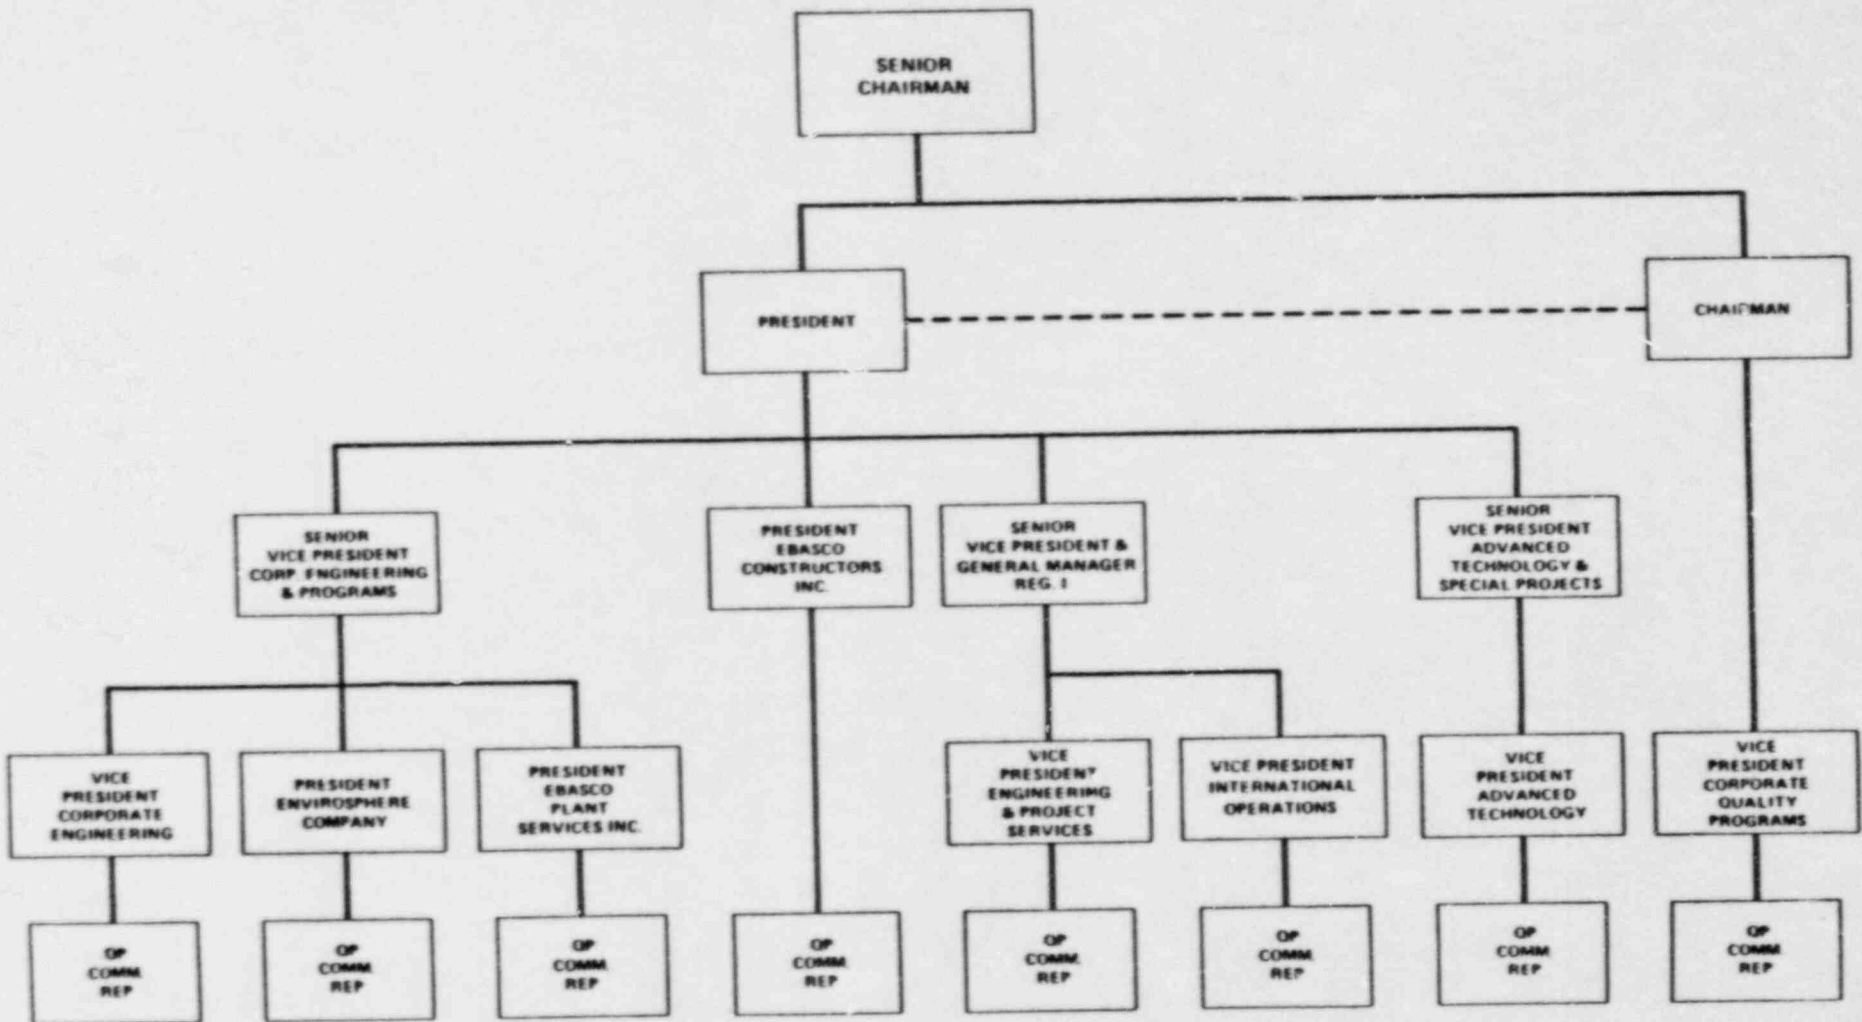 SENIOR
CHAIRMAN
PRESIDENT
CHAIRMAN
SENIOR
VICE PRESIDENT
CORP. ENGINEERING
& PROGRAMS
PRESIDENT
EBASCO
CONSTRUCTORS
INC.
SENIOR
VICE PRESIDENT &
GENERAL MANAGER
REG. I
SENIOR
VICE PRESIDENT
ADVANCED
TECHNOLOGY &
SPECIAL PROJECTS
VICE
PRESIDENT
CORPORATE
ENGINEERING
PRESIDENT
ENVIROSPHERE
COMPANY
PRESIDENT
EBASCO
PLANT
SERVICES INC.
VICE
PRESIDENT
ENGINEERING
& PROJECT
SERVICES
VICE PRESIDENT
INTERNATIONAL
OPERATIONS
VICE
PRESIDENT
ADVANCED
TECHNOLOGY
VICE
PRESIDENT
CORPORATE
QUALITY
PROGRAMS
QP
COMM.
REP
QP
COMM.
REP
QP
COMM.
REP
QP
COMM.
REP
QP
COMM.
REP
QP
COMM.
REP
QP
COMM.
REP
QP
COMM.
REP